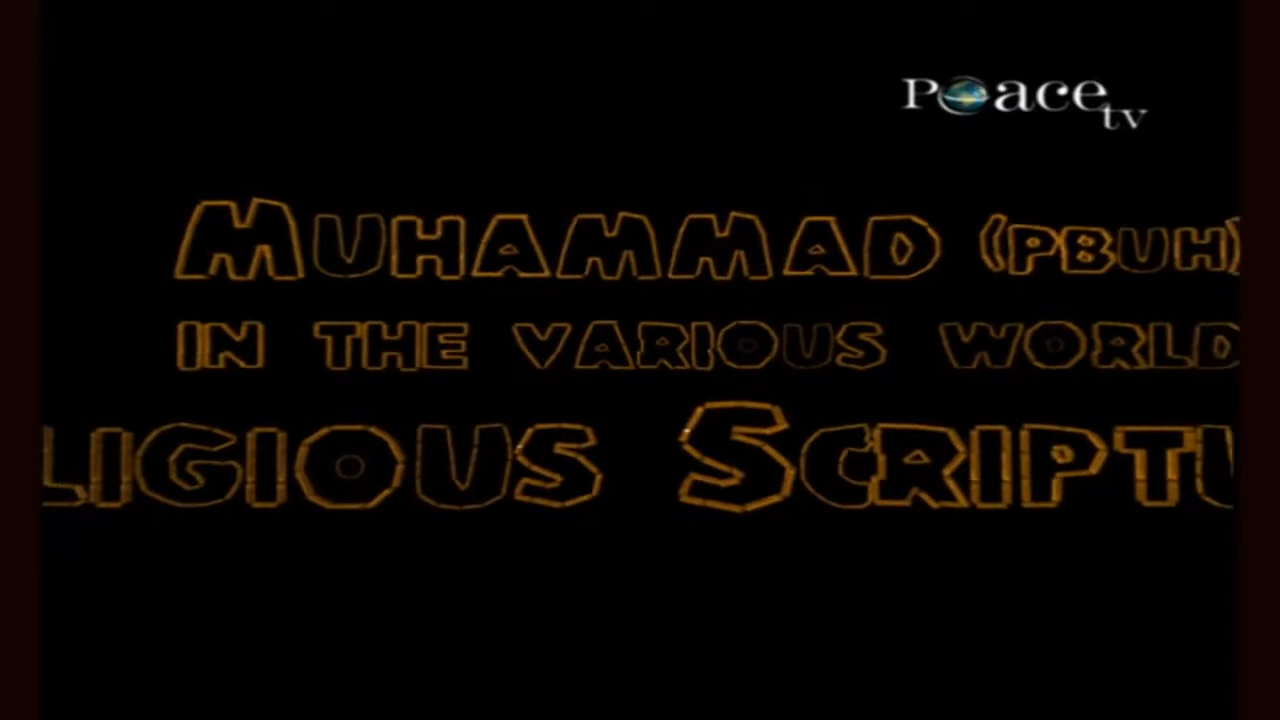 Peace tv
MUHAMMAD (PBUH)
IN THE VARIOUS WORLD
LIGIOUS SCRIPTU